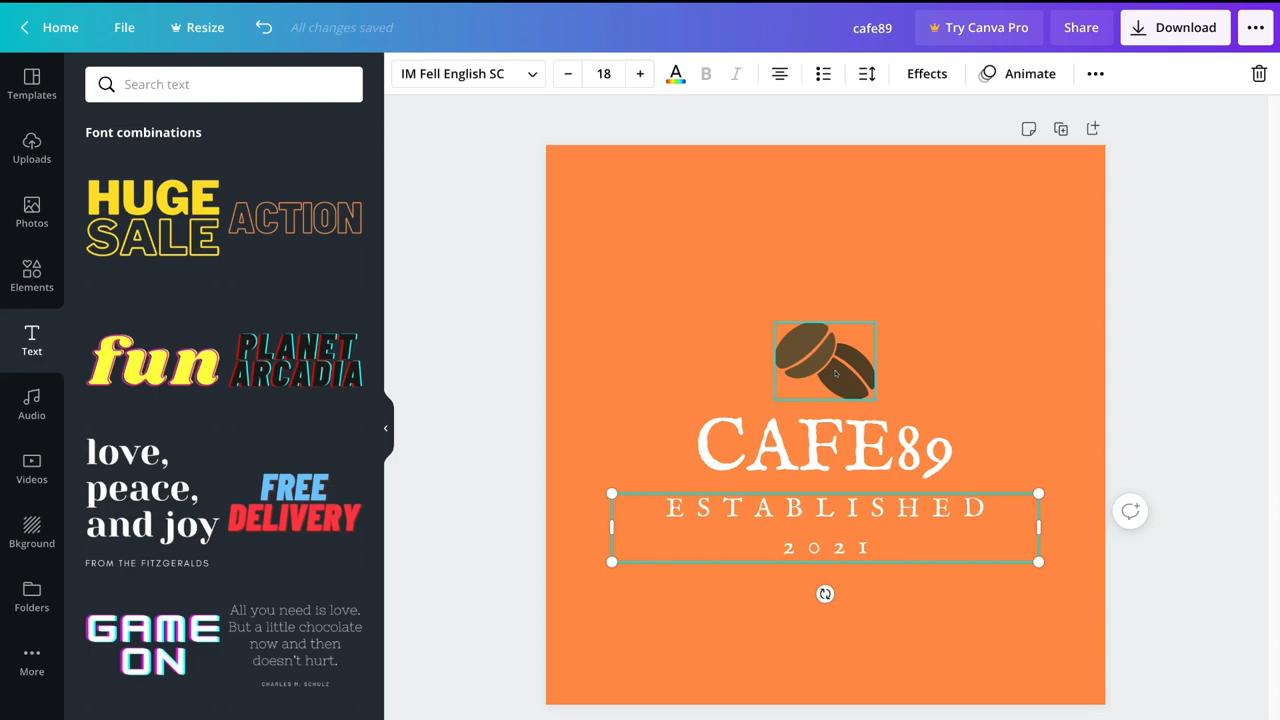 Home File Resize All changes saved cafe89 Try Canva Pro Share Download
Templates
Uploads
Photos
Elements
Text
Audio
Videos
Bkground
Folders
More
Search text
Font combinations
HUGE
SALE
ACTION
fun
PLANET
ARCADIA
love,
peace,
and joy
FROM THE FITZGERALDS
FREE
DELIVERY
GAME
ON
All you need is love.
But a little chocolate
now and then
doesn't hurt.
CHARLES M. SCHULZ
IM Fell English SC 18 A B I Effects Animate
CAFE89
ESTABLISHED
2021